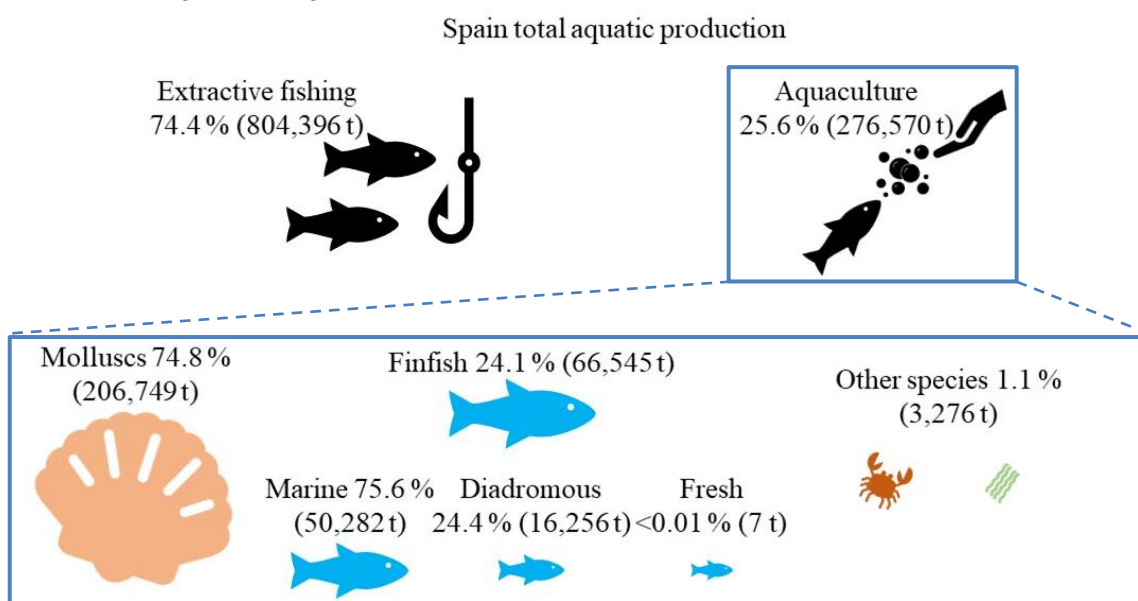 Spain total aquatic production
Extractive fishing
74.4 % (804,396 t)
Aquaculture
25.6 % (276,570 t)
Molluscs 74.8 %
(206,749 t)
Finfish 24.1 % (66,545 t)
Other species 1.1 %
(3,276 t)
Marine 75.6 %
(50,282 t)
Diadromous
24.4 % (16,256 t)
Fresh
<0.01 % (7 t)